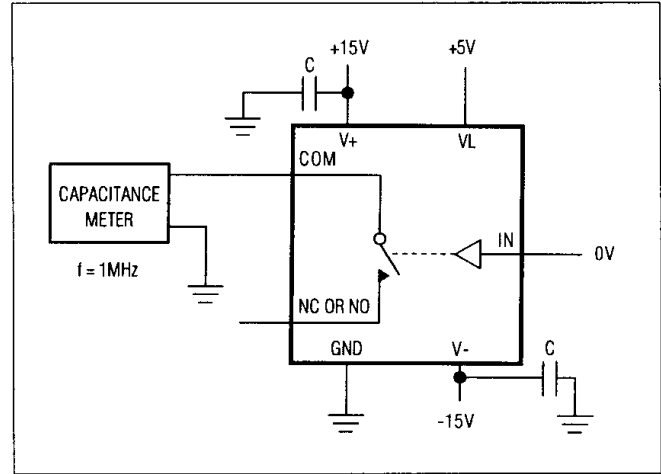 +15V
+5V
C
V+
VL
COM
CAPACITANCE
METER
IN
0V
f = 1MHz
NC OR NO
GND
V-
C
-15V